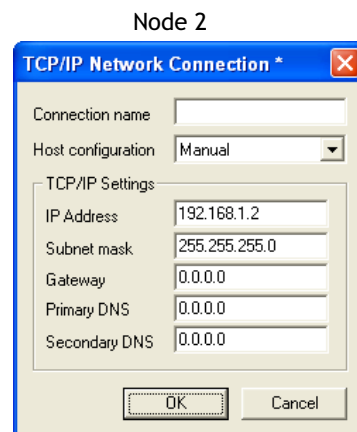 Node 2
TCP/IP Network Connection *
Connection name
Host configuration Manual
TCP/IP Settings
IP Address 192.168.1.2
Subnet mask 255.255.255.0
Gateway 0.0.0.0
Primary DNS 0.0.0.0
Secondary DNS 0.0.0.0
OK Cancel